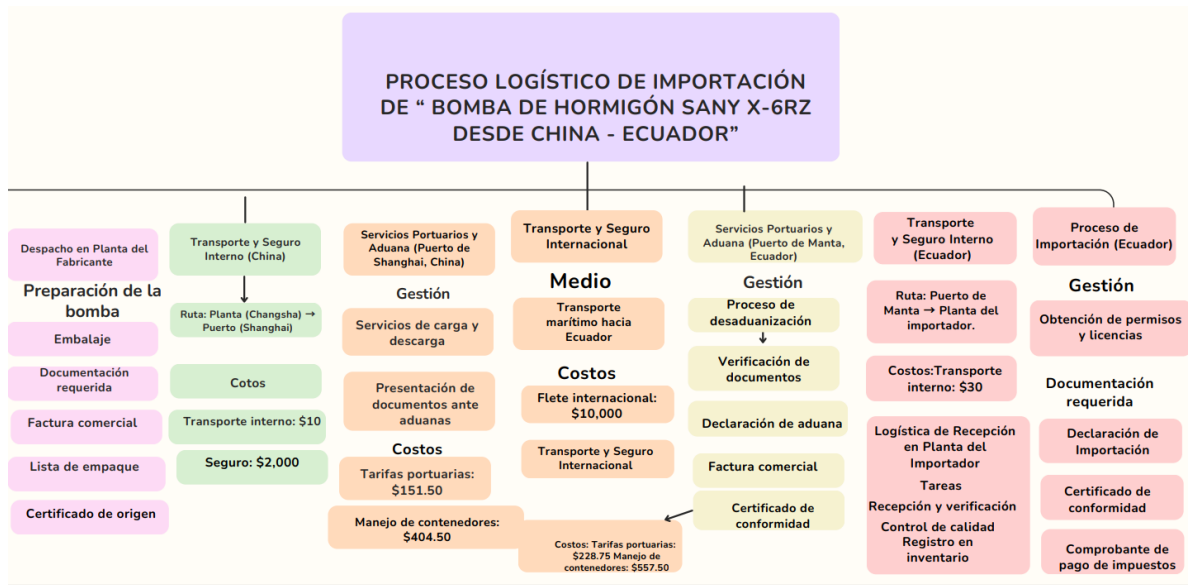 PROCESO LOGÍSTICO DE IMPORTACIÓN
DE “ BOMBA DE HORMIGÓN SANY X-6RZ
DESDE CHINA - ECUADOR”
Despacho en Planta del
Fabricante
Preparación de la
bomba
Embalaje
Documentación
requerida
Factura comercial
Lista de empaque
Certificado de origen
Transporte y Seguro
Interno (China)
Ruta: Planta (Changsha) →
Puerto (Shanghai)
Cotos
Transporte interno: $10
Seguro: $2,000
Servicios Portuarios y
Aduana (Puerto de
Shanghai, China)
Gestión
Servicios de carga y
descarga
Presentación de
documentos ante
aduanas
Costos
Tarifas portuarias:
$151.50
Manejo de contenedores:
$404.50
Transporte y Seguro
Internacional
Medio
Transporte
marítimo hacia
Ecuador
Costos
Flete internacional:
$10,000
Transporte y Seguro
Internacional
Costos: Tarifas portuarias:
$228.75 Manejo de
contenedores: $557.50
Servicios Portuarios y
Aduana (Puerto de Manta,
Ecuador)
Gestión
Proceso de
desaduanización
Verificación de
documentos
Declaración de aduana
Factura comercial
Certificado de
conformidad
Transporte
y Seguro Interno
(Ecuador)
Ruta: Puerto de
Manta → Planta del
importador.
Costos:Transporte
interno: $30
Logística de Recepción
en Planta del
Importador
Tareas
Recepción y verificación
Control de calidad
Registro en
inventario
Proceso de
Importación (Ecuador)
Gestión
Obtención de permisos
y licencias
Documentación
requerida
Declaración de
Importación
Certificado de
conformidad
Comprobante de
pago de impuestos